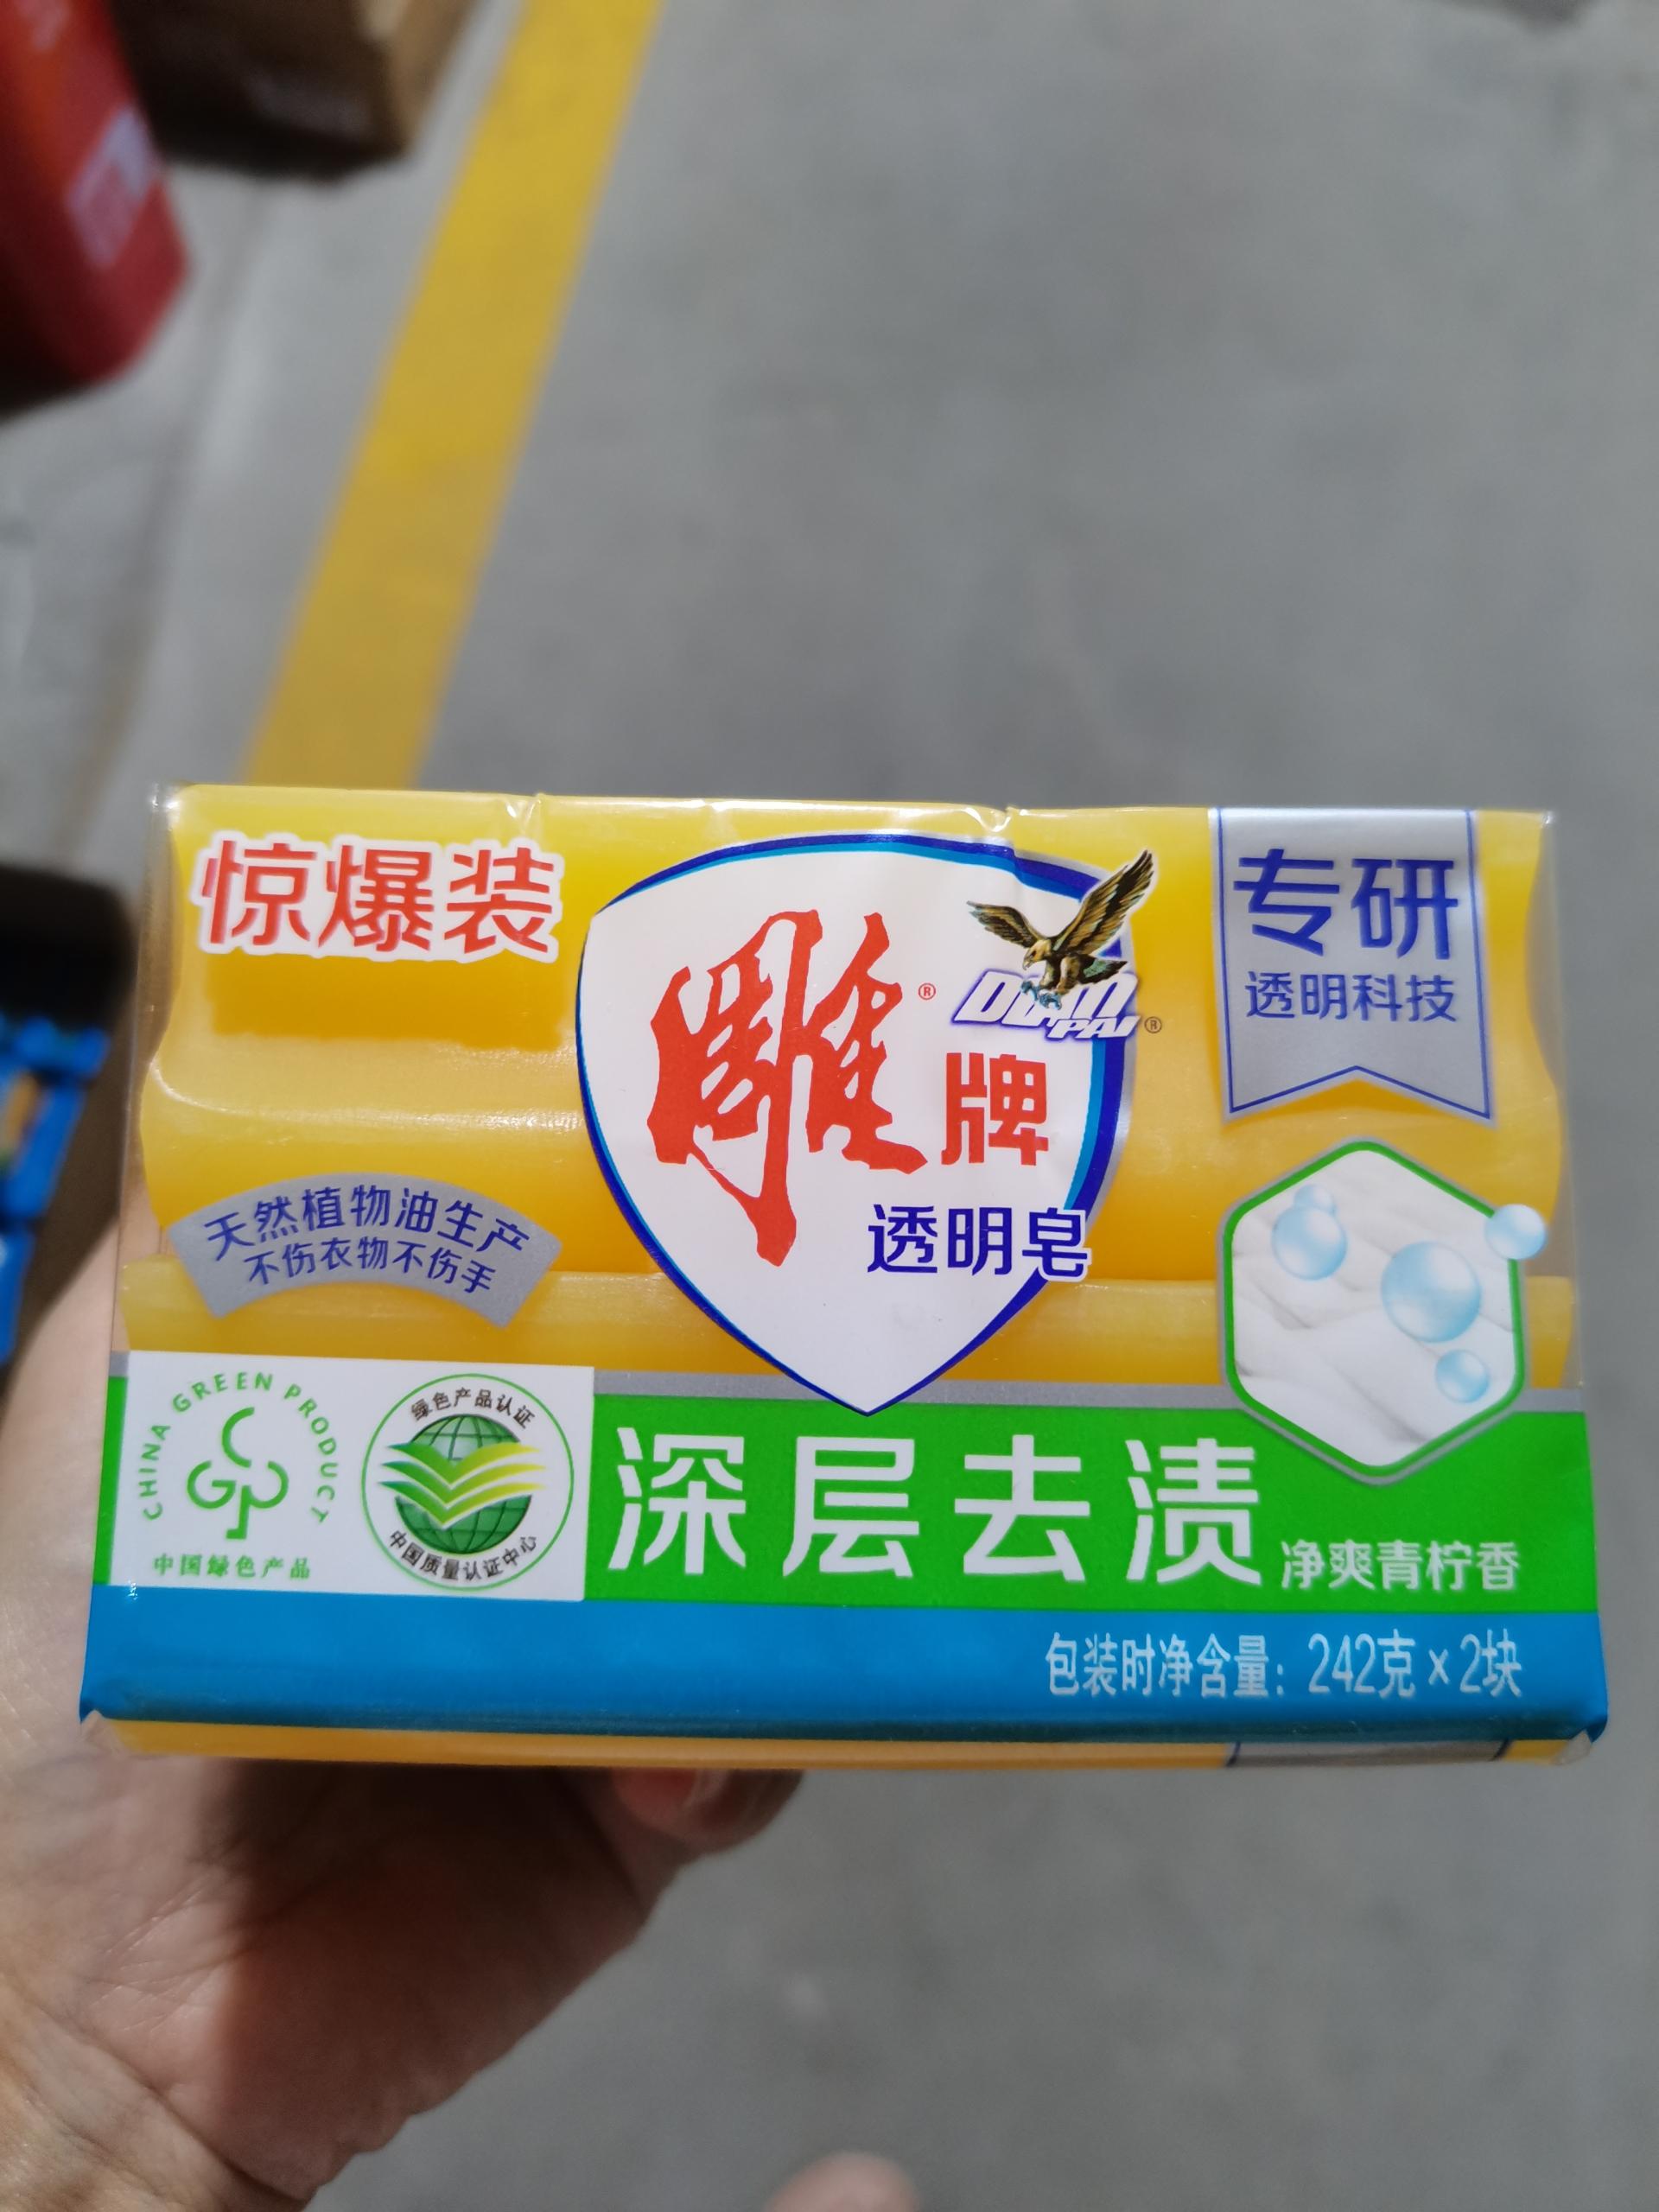 惊爆装
雕®
DIAO PAI®
牌
透明皂
专研
透明科技
天然植物油生产
不伤衣物不伤手
CHINA GREEN PRODUCT
CGP
中国绿色产品
绿色产品认证
中国质量认证中心
深层去渍
净爽青柠香
包装时净含量：242克×2块